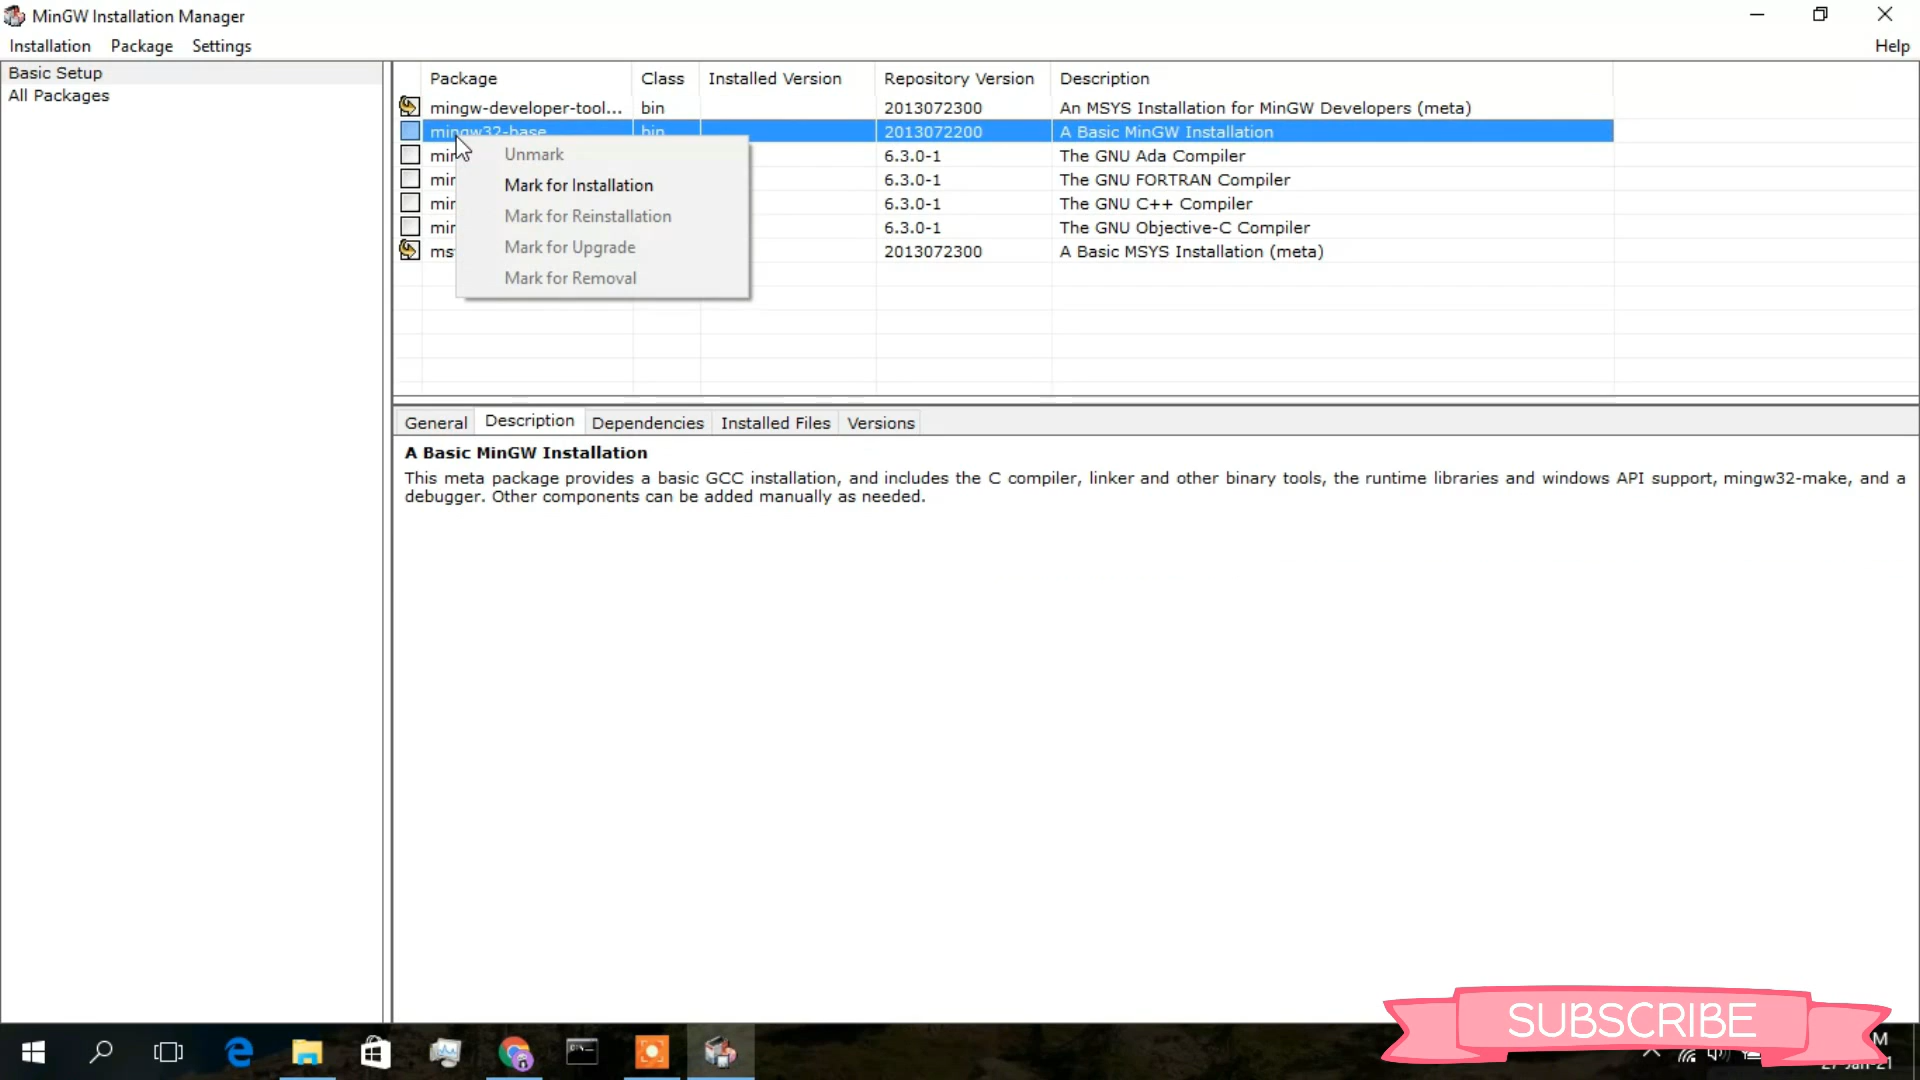 MinGW Installation Manager
Installation Package Settings Help
Basic Setup
All Packages
Package Class Installed Version Repository Version Description
mingw-developer-tool... bin 2013072300 An MSYS Installation for MinGW Developers (meta)
mingw32-base bin 2013072200 A Basic MinGW Installation
6.3.0-1 The GNU Ada Compiler
6.3.0-1 The GNU FORTRAN Compiler
6.3.0-1 The GNU C++ Compiler
6.3.0-1 The GNU Objective-C Compiler
2013072300 A Basic MSYS Installation (meta)
Unmark
Mark for Installation
Mark for Reinstallation
Mark for Upgrade
Mark for Removal
General Description Dependencies Installed Files Versions
A Basic MinGW Installation
This meta package provides a basic GCC installation, and includes the C compiler, linker and other binary tools, the runtime libraries and windows API support, mingw32-make, and a
debugger. Other components can be added manually as needed.
SUBSCRIBE